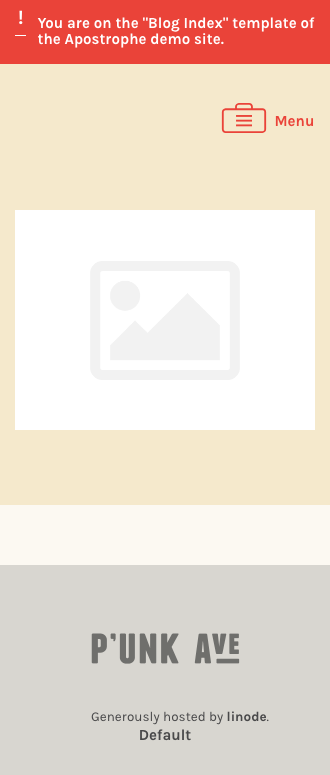 !
You are on the "Blog Index" template of
the Apostrophe demo site.
Menu
P'UNK AVE
Generously hosted by linode.
Default